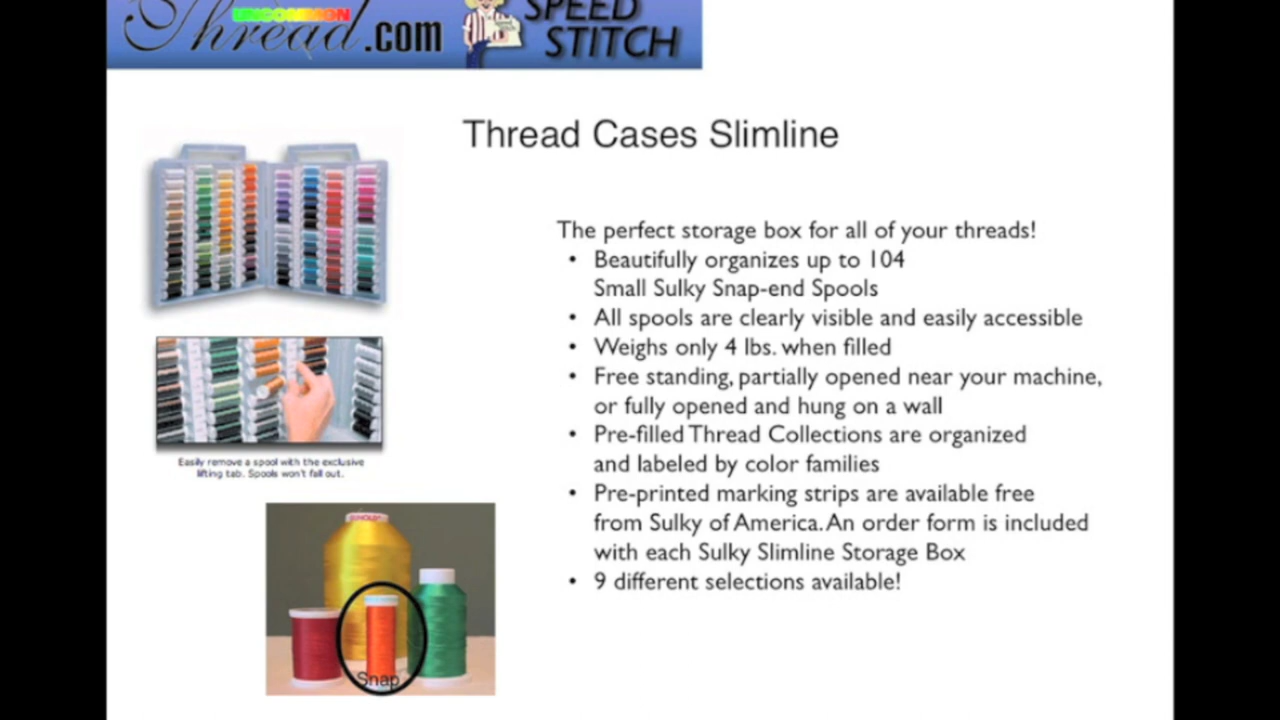 UNCOMMON
Thread.com
SPEED
STITCH
Thread Cases Slimline
The perfect storage box for all of your threads!
• Beautifully organizes up to 104
Small Sulky Snap-end Spools
• All spools are clearly visible and easily accessible
• Weighs only 4 lbs. when filled
• Free standing, partially opened near your machine,
or fully opened and hung on a wall
• Pre-filled Thread Collections are organized
and labeled by color families
• Pre-printed marking strips are available free
from Sulky of America. An order form is included
with each Sulky Slimline Storage Box
• 9 different selections available!
Easily remove a spool with the exclusive
lifting tab. Spools won't fall out.
Snap